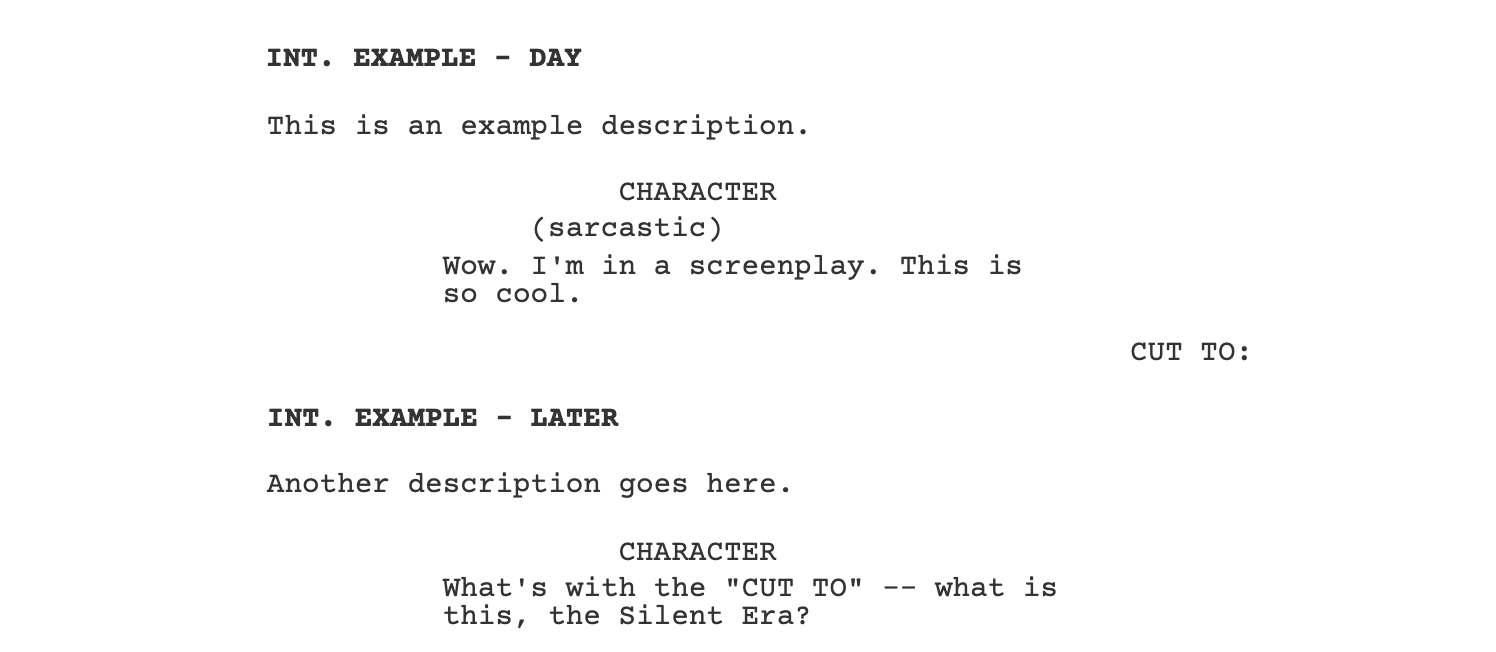 INT. EXAMPLE - DAY
This is an example description.
CHARACTER
(sarcastic)
Wow. I'm in a screenplay. This is
so cool.
CUT TO:
INT. EXAMPLE - LATER
Another description goes here.
CHARACTER
What's with the "CUT TO" -- what is
this, the Silent Era?